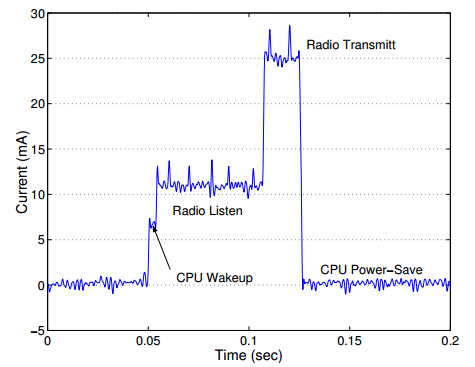 30
25
20
15
10
5
0
−5
Current (mA)
Radio Transmitt
Radio Listen
CPU Wakeup
CPU Power−Save
0
0.05
0.1
0.15
0.2
Time (sec)